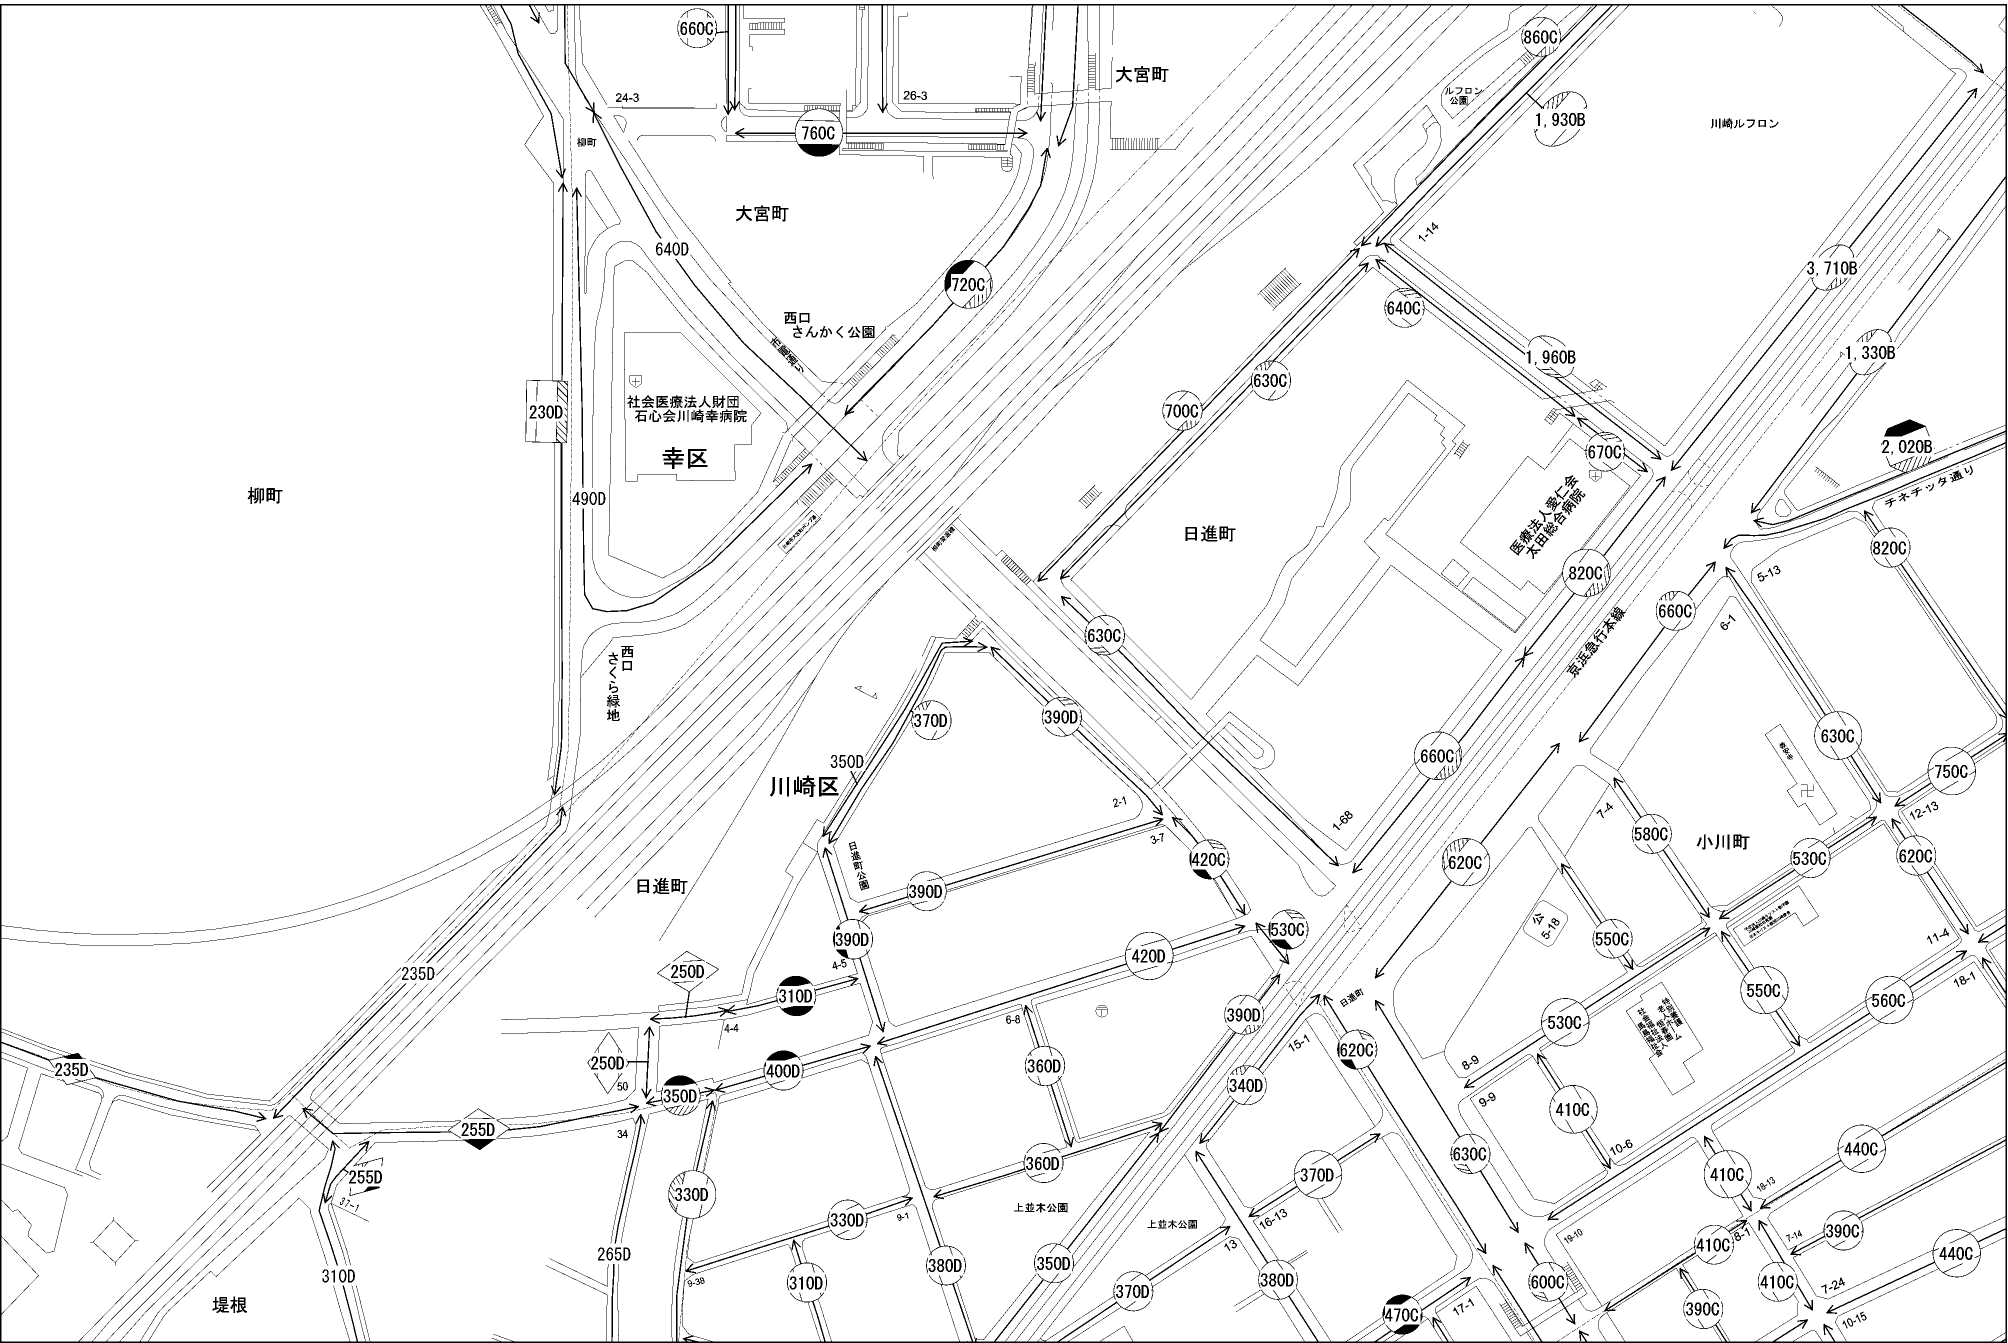 660C
860C
大宮町
24-3
26-3
ルフロン
公園
1,930B
川崎ルフロン
760C
柳町
大宮町
1-14
640D
720C
3,710B
640C
西口
さんかく公園
市電通り
1,960B
1,330B
630C
700C
社会医療法人財団
石心会川崎幸病院
230D
幸区
670C
2,020B
柳町
490D
チネチッタ通り
医療法人愛仁会
太田総合病院
日進町
820C
820C
5-13
660C
京浜急行本線
6-1
630C
西口
さくら緑地
370D
390D
630C
660C
750C
350D
川崎区
2-1
7-4
12-13
3-7
1-68
580C
小川町
420C
620C
530C
620C
日進町公園
日進町
390D
公
5-18
530C
390D
550C
11-4
4-5
420D
250D
235D
310D
18-1
550C
560C
日進町
6-8
4-4
390D
530C
15-1
620C
250D
235D
400D
360D
8-9
50
350D
340D
9-9
410C
34
255D
10-6
630C
440C
360D
255D
37-1
330D
370D
410C
18-13
上並木公園
330D
9-1
16-13
上並木公園
13
19-10
8-1
410C
7-14
390C
265D
310D
9-38
310D
380D
350D
380D
370D
600C
410C
440C
7-24
堤根
470C
17-1
390C
10-15